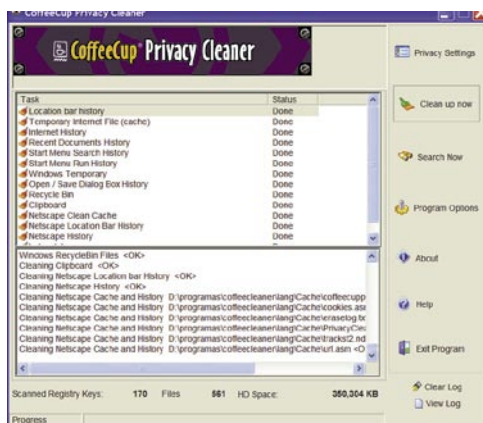 CoffeeCup Privacy Cleaner
CoffeeCup Privacy Cleaner
Privacy Settings
Clean up now
Search Now
Program Options
About
Help
Exit Program
Clear Log
View Log
Task Status
Location bar history Done
Temporary Internet File (cache) Done
Internet History Done
Recent Documents History Done
Start Menu Search History Done
Start Menu Run History Done
Windows Temporary Done
Open / Save Dialog Box History Done
Recycle Bin Done
Clipboard Done
Netscape Clean Cache Done
Netscape Location Bar History Done
Netscape History Done
Windows RecycleBin Files <OK>
Cleaning Clipboard <OK>
Cleaning Netscape Location bar History <OK>
Cleaning Netscape History <OK>
Cleaning Netscape Cache and History D:\programas\coffeecleaner\lang\Cache\coffeecupp
Cleaning Netscape Cache and History D:\programas\coffeecleaner\lang\Cache\cookies.asn
Cleaning Netscape Cache and History D:\programas\coffeecleaner\lang\Cache\eraselog.tx
Cleaning Netscape Cache and History D:\programas\coffeecleaner\lang\Cache\PrivacyClea
Cleaning Netscape Cache and History D:\programas\coffeecleaner\lang\Cache\trackst2.nd
Cleaning Netscape Cache and History D:\programas\coffeecleaner\lang\Cache\url.asm <O
Scanned Registry Keys: 170 Files 561 HD Space: 350,304 KB
Progress